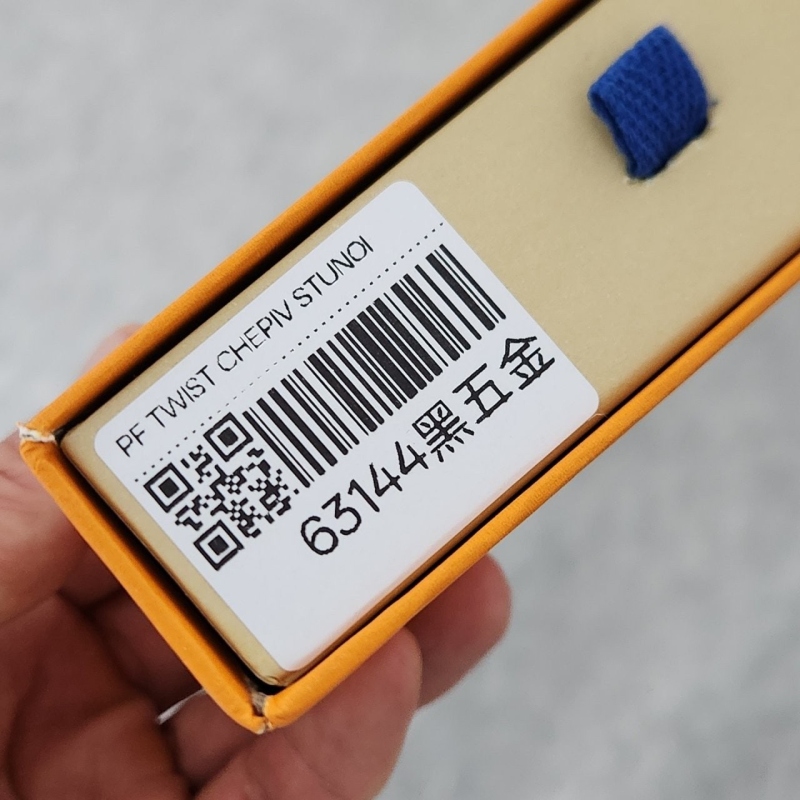 PF TWIST CHEPIV STUNOI
63144黑五金